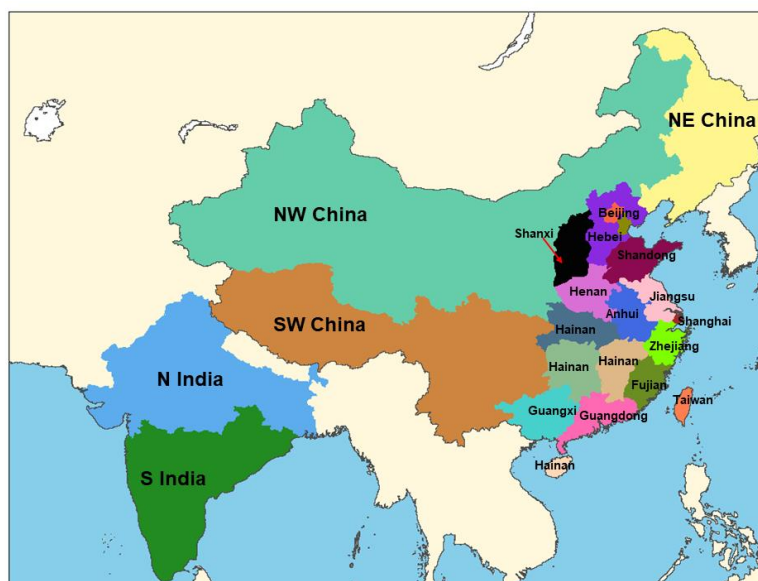 NE China
NW China
Beijing
Shanxi
Hebei
Shandong
Henan
Jiangsu
Anhui
SW China
Hainan
Shanghai
Zhejiang
Hainan
Hainan
N India
Fujian
Taiwan
Guangxi
Guangdong
Hainan
S India